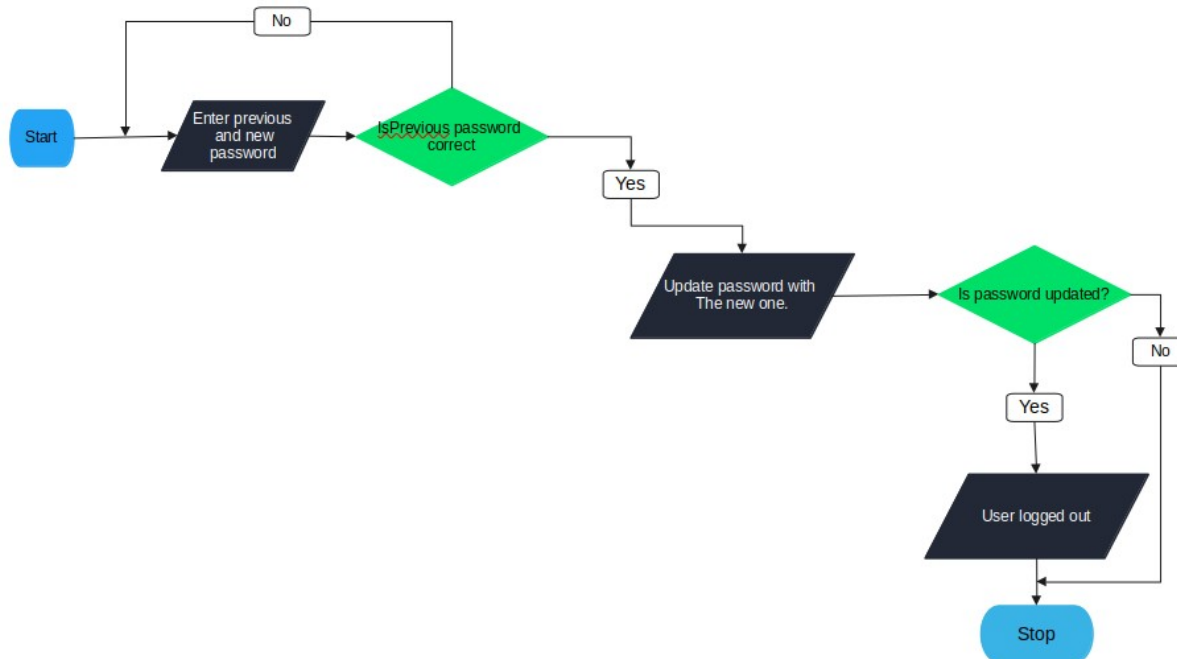 No
Start
Enter previous
and new
password
IsPrevious password
correct
Yes
Update password with
The new one.
Is password updated?
No
Yes
User logged out
Stop